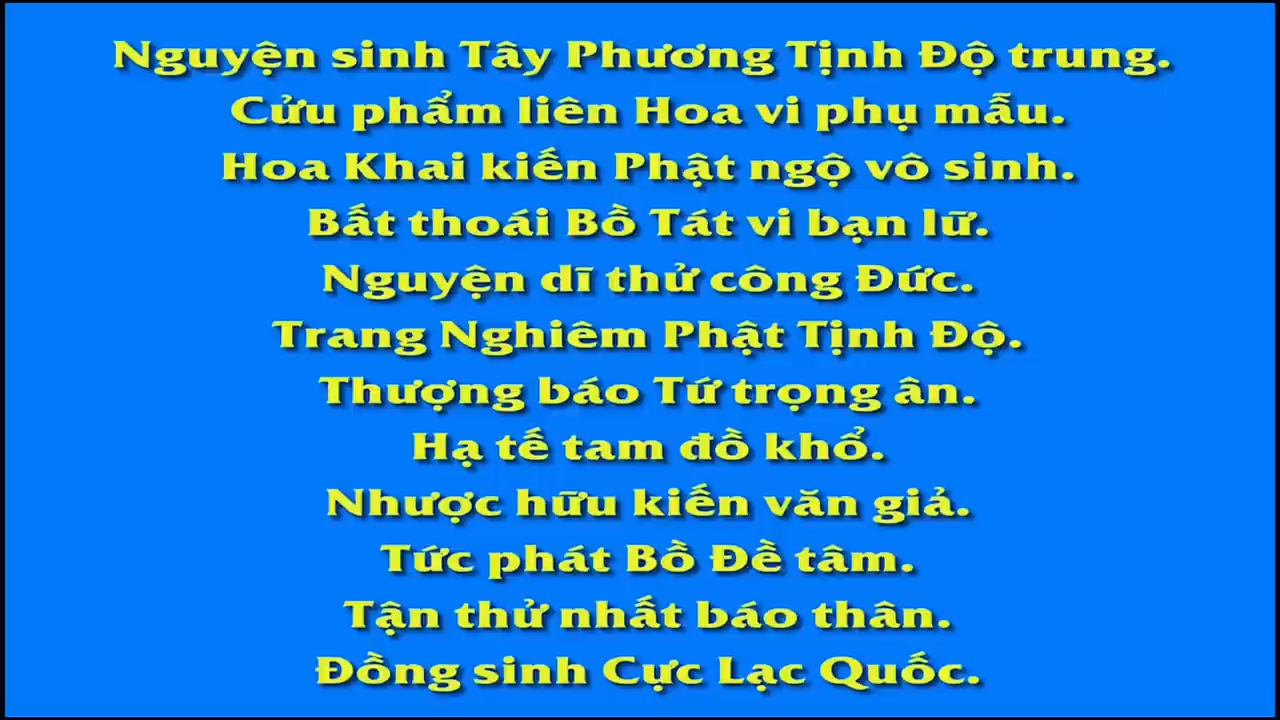 Nguyện sinh Tây Phương Tịnh Độ trung.
Cửu phẩm liên Hoa vi phụ mẫu.
Hoa Khai kiến Phật ngộ vô sinh.
Bất thoái Bồ Tát vi bạn lữ.
Nguyện dĩ thử công Đức.
Trang Nghiêm Phật Tịnh Độ.
Thượng báo Tứ trọng ân.
Hạ tế tam đồ khổ.
Nhược hữu kiến văn giả.
Tức phát Bồ Đề tâm.
Tận thử nhất báo thân.
Đồng sinh Cực Lạc Quốc.